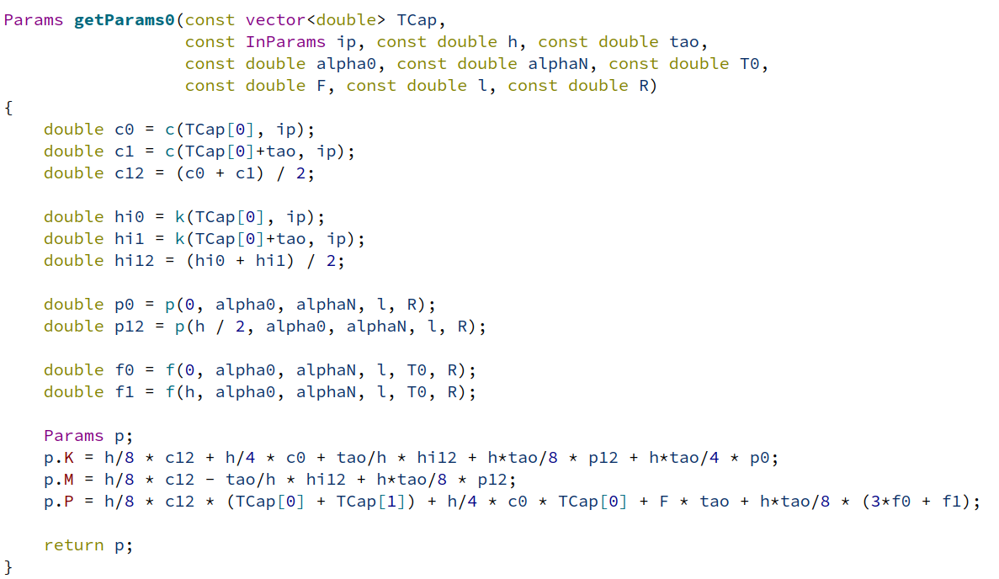 Params getParams0(const vector<double> TCap,
                  const InParams ip, const double h, const double tao,
                  const double alpha0, const double alphaN, const double T0,
                  const double F, const double l, const double R)
{
    double c0 = c(TCap[0], ip);
    double c1 = c(TCap[0]+tao, ip);
    double c12 = (c0 + c1) / 2;

    double hi0 = k(TCap[0], ip);
    double hi1 = k(TCap[0]+tao, ip);
    double hi12 = (hi0 + hi1) / 2;

    double p0 = p(0, alpha0, alphaN, l, R);
    double p12 = p(h / 2, alpha0, alphaN, l, R);

    double f0 = f(0, alpha0, alphaN, l, T0, R);
    double f1 = f(h, alpha0, alphaN, l, T0, R);

    Params p;
    p.K = h/8 * c12 + h/4 * c0 + tao/h * hi12 + h*tao/8 * p12 + h*tao/4 * p0;
    p.M = h/8 * c12 - tao/h * hi12 + h*tao/8 * p12;
    p.P = h/8 * c12 * (TCap[0] + TCap[1]) + h/4 * c0 * TCap[0] + F * tao + h*tao/8 * (3*f0 + f1);

    return p;
}